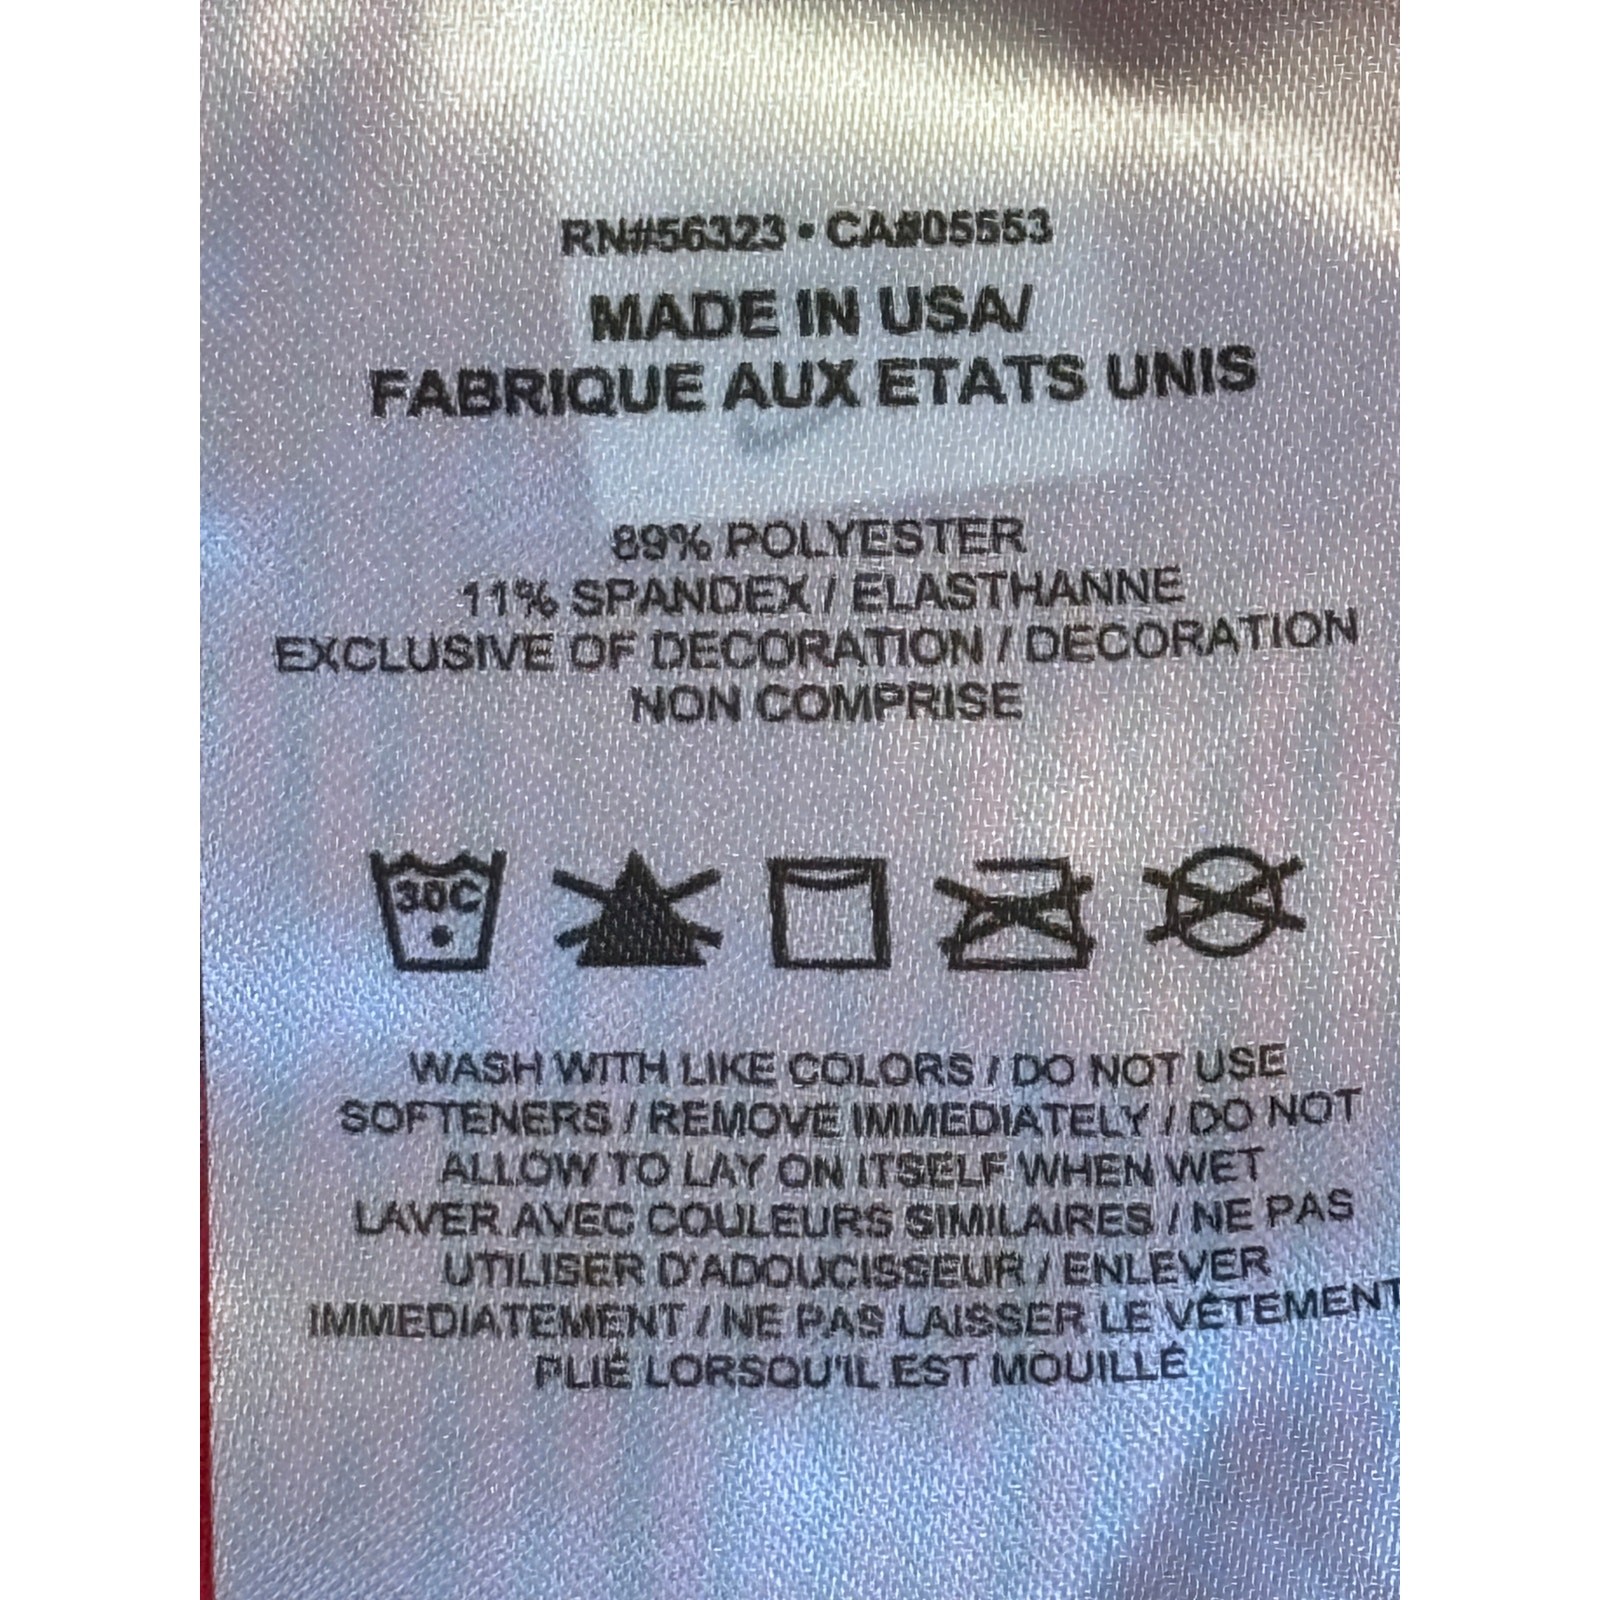 RN#56323 • CA#05553
MADE IN USA/
FABRIQUE AUX ETATS UNIS
89% POLYESTER
11% SPANDEX / ELASTHANNE
EXCLUSIVE OF DECORATION / DECORATION
NON COMPRISE
30C
WASH WITH LIKE COLORS / DO NOT USE
SOFTENERS / REMOVE IMMEDIATELY / DO NOT
ALLOW TO LAY ON ITSELF WHEN WET
LAVER AVEC COULEURS SIMILAIRES / NE PAS
UTILISER D'ADOUCISSEUR / ENLEVER
IMMEDIATEMENT / NE PAS LAISSER LE VÉTEMENT
PLIÉ LORSQU'IL EST MOUILLÉ